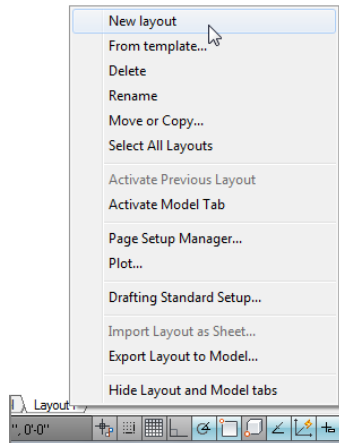 New layout
From template...
Delete
Rename
Move or Copy...
Select All Layouts
Activate Previous Layout
Activate Model Tab
Page Setup Manager...
Plot...
Drafting Standard Setup...
Import Layout as Sheet...
Export Layout to Model...
Hide Layout and Model tabs
Layout1
", 0'-0"